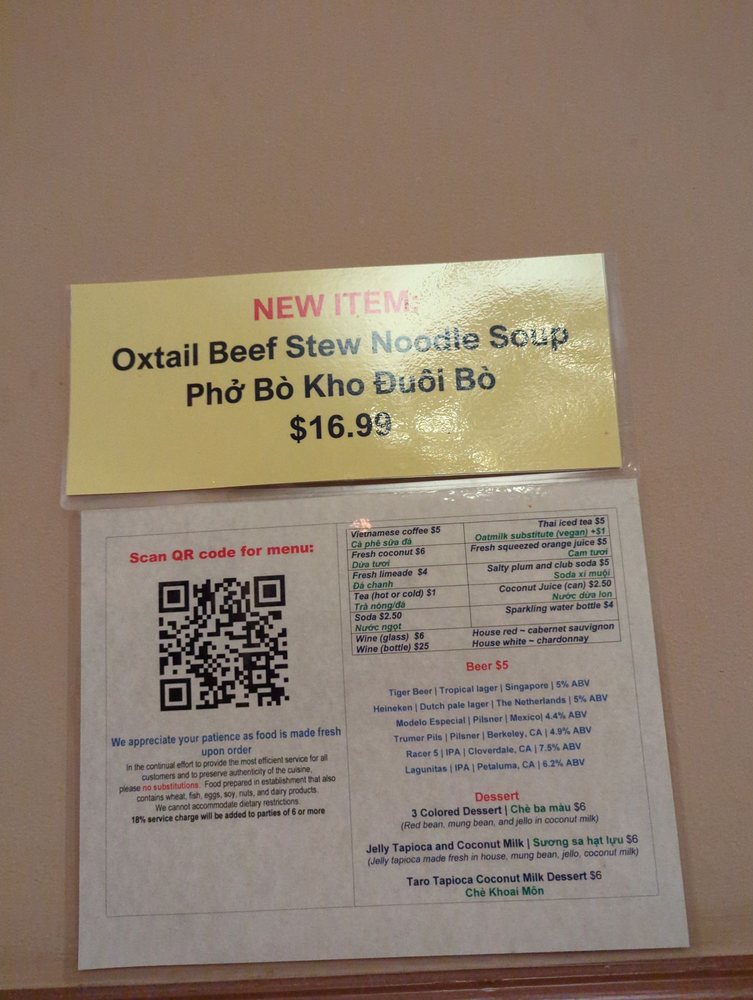 NEW ITEM:
Oxtail Beef Stew Noodle Soup
Phở Bò Kho Đuôi Bò
$16.99
Scan QR code for menu:
We appreciate your patience as food is made fresh
upon order
In the continual effort to provide the most efficient service for all
customers and to preserve authenticity of the cuisine,
please no substitutions. Food prepared in establishment that also
contains wheat, fish, eggs, soy, nuts, and dairy products.
We cannot accommodate dietary restrictions.
18% service charge will be added to parties of 6 or more
Vietnamese coffee $5
Cà phê sữa đá
Fresh coconut $6
Dừa tươi
Fresh limeade $4
Đá chanh
Tea (hot or cold) $1
Trà nóng/đá
Soda $2.50
Nước ngọt
Wine (glass) $6
Wine (bottle) $25
Thai iced tea $5
Oatmilk substitute (vegan) +$1
Fresh squeezed orange juice $5
Cam tươi
Salty plum and club soda $5
Soda xí muội
Coconut Juice (can) $2.50
Nước dừa lon
Sparkling water bottle $4
House red ~ cabernet sauvignon
House white ~ chardonnay
Beer $5
Tiger Beer | Tropical lager | Singapore | 5% ABV
Heineken | Dutch pale lager | The Netherlands | 5% ABV
Modelo Especial | Pilsner | Mexico| 4.4% ABV
Trumer Pils | Pilsner | Berkeley, CA | 4.9% ABV
Racer 5 | IPA | Cloverdale, CA | 7.5% ABV
Lagunitas | IPA | Petaluma, CA | 6.2% ABV
Dessert
3 Colored Dessert | Chè ba màu $6
(Red bean, mung bean, and jello in coconut milk)
Jelly Tapioca and Coconut Milk | Sương sa hạt lựu $6
(Jelly tapioca made fresh in house, mung bean, jello, coconut milk)
Taro Tapioca Coconut Milk Dessert $6
Chè Khoai Môn